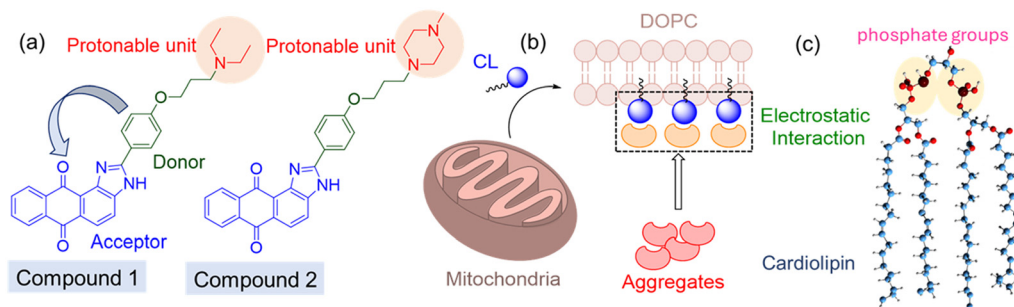 (a)
Protonable unit
N
O
Donor
O
N
NH
O
Acceptor
Compound 1
Protonable unit
N
N
O
O
N
NH
O
Compound 2
(b)
CL
DOPC
Electrostatic
Interaction
Mitochondria
Aggregates
(c)
phosphate groups
Cardiolipin